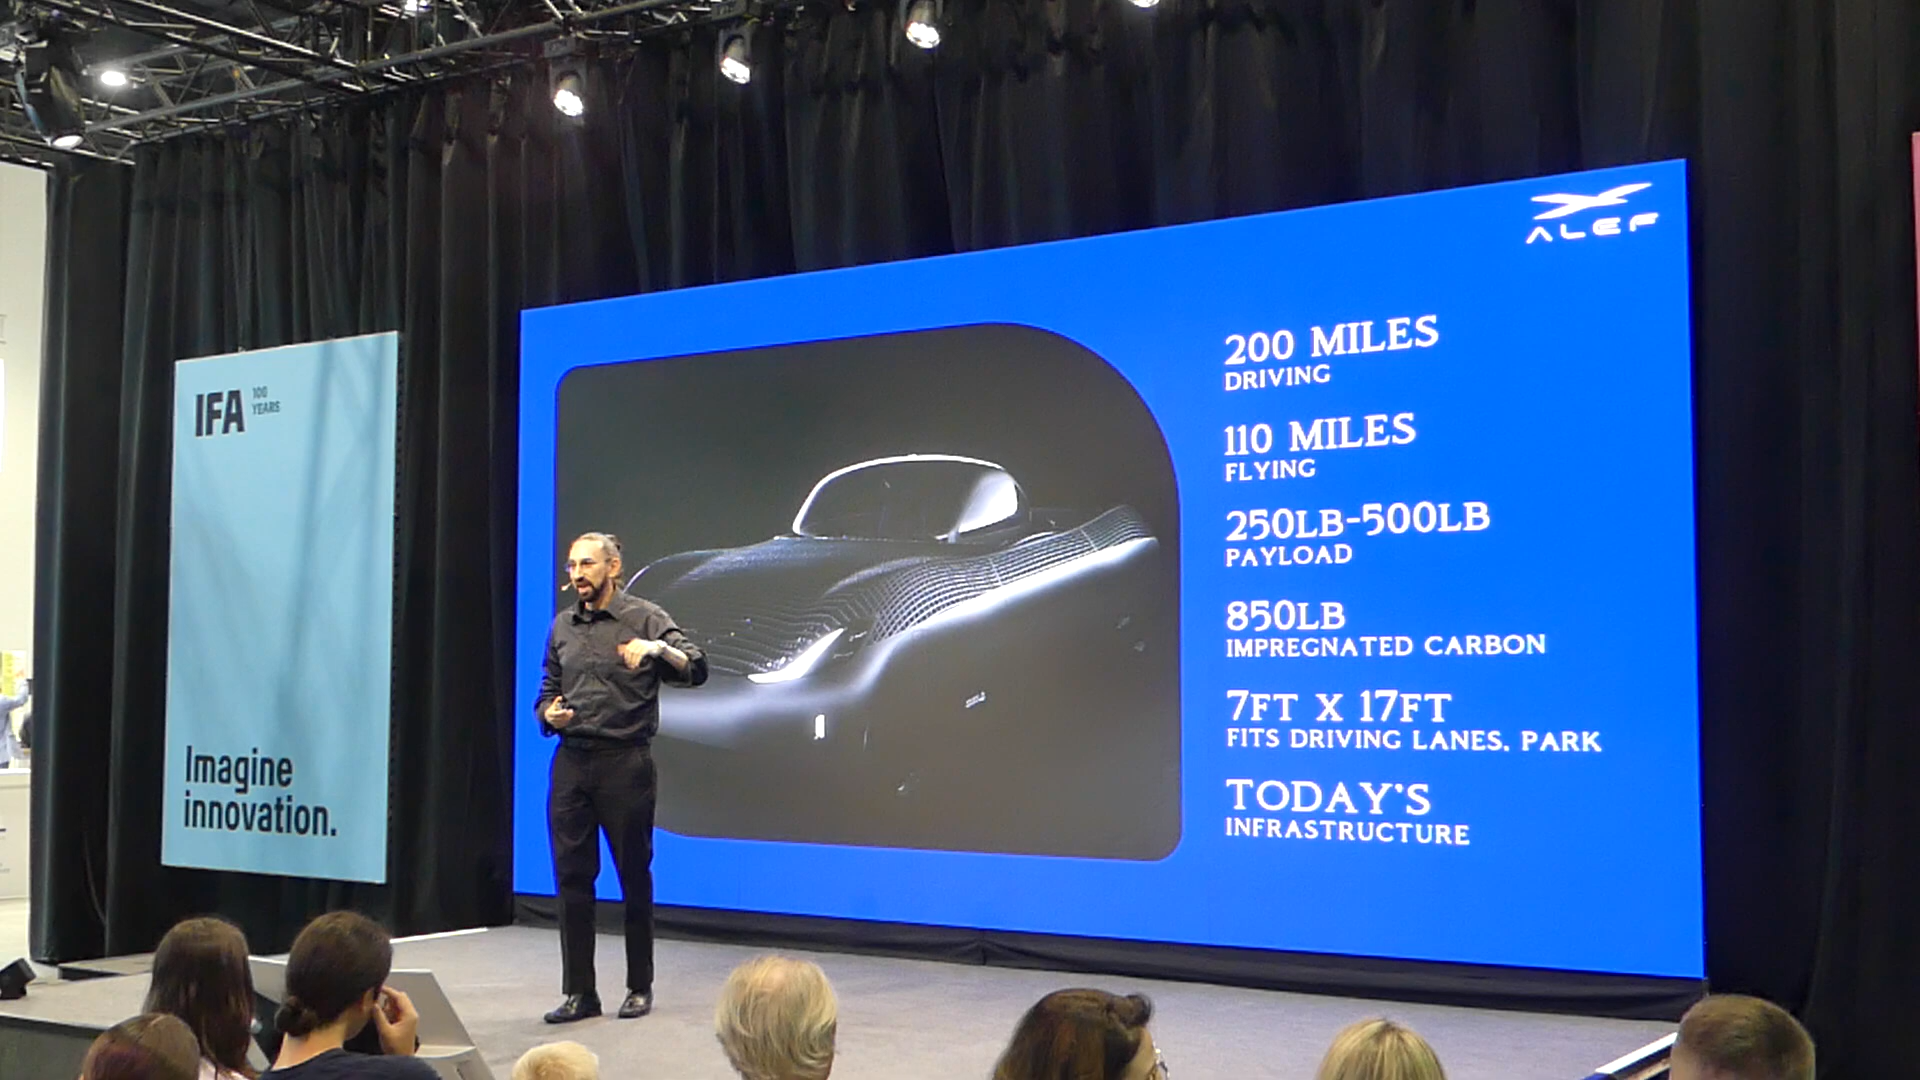 IFA
100
YEARS
Imagine
innovation.
ALEF
200 MILES
DRIVING
110 MILES
FLYING
250LB-500LB
PAYLOAD
850LB
IMPREGNATED CARBON
7FT X 17FT
FITS DRIVING LANES, PARK
TODAY'S
INFRASTRUCTURE